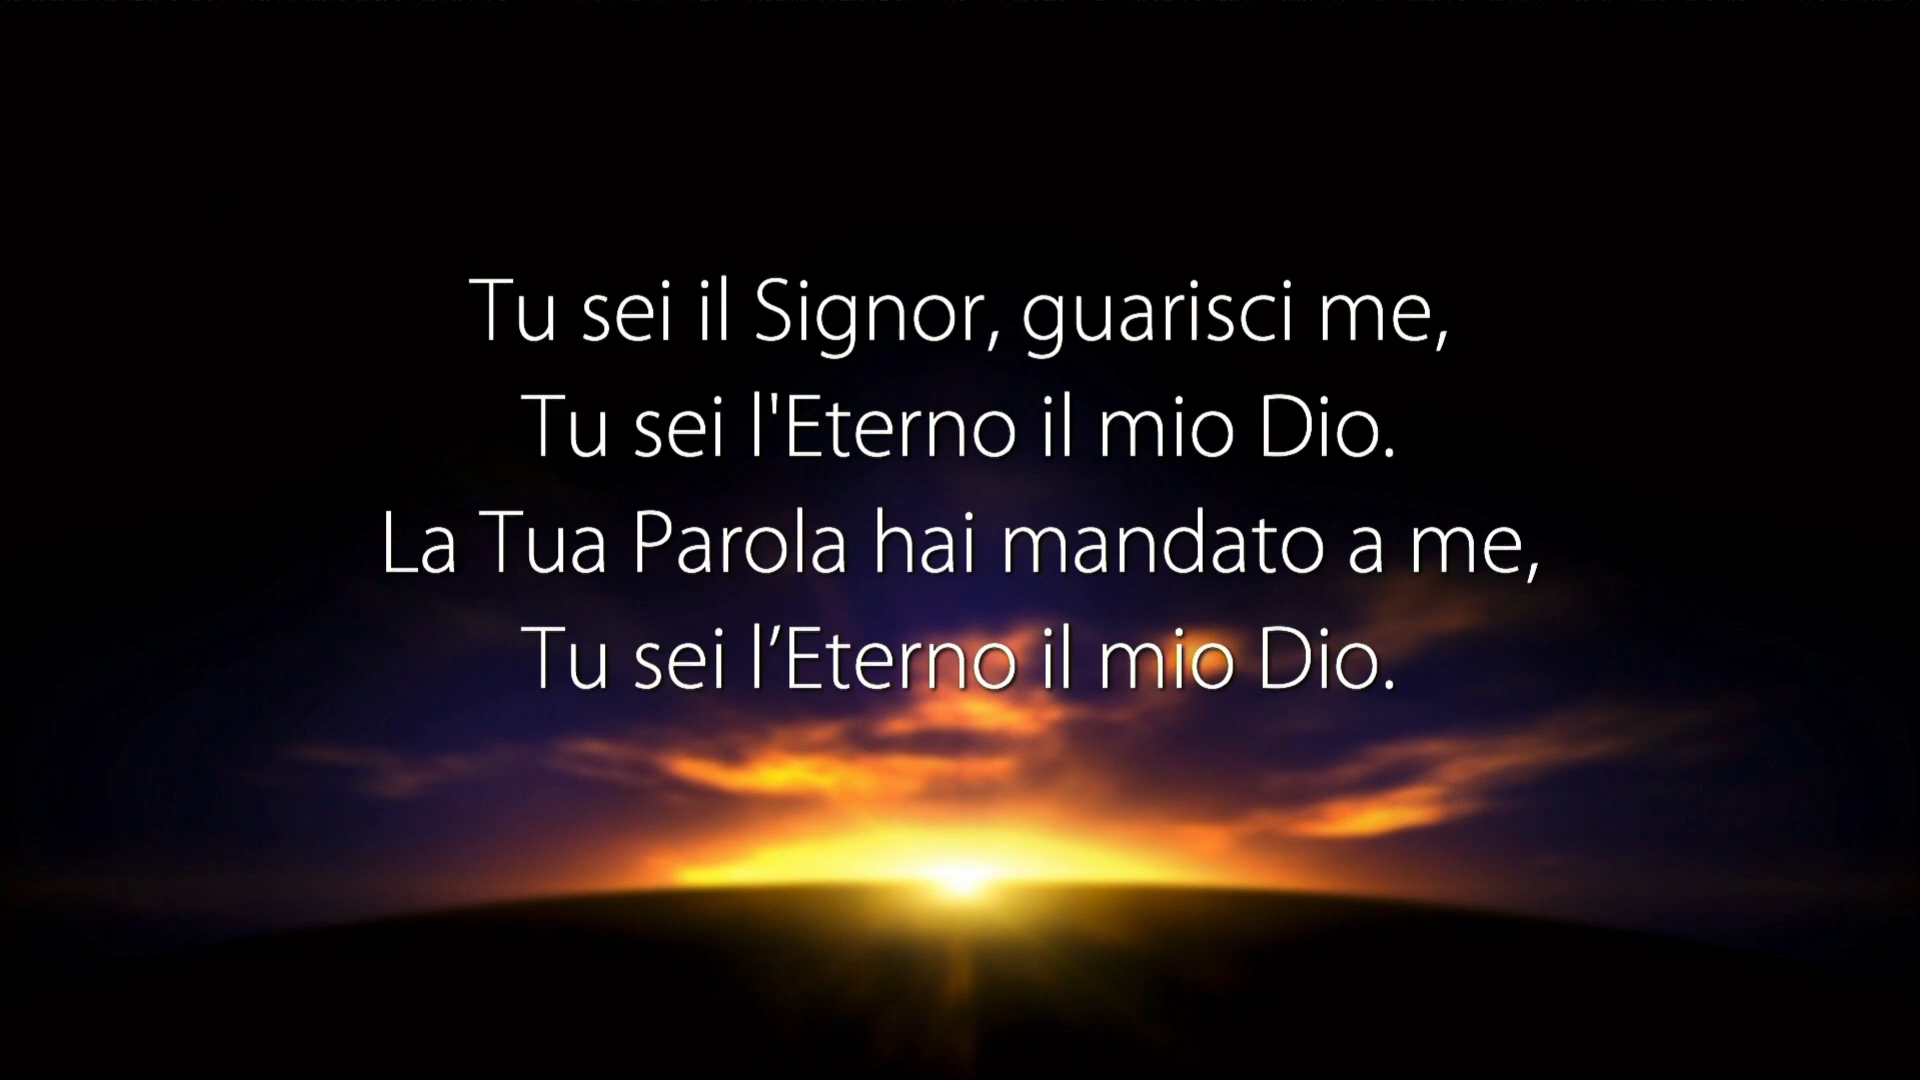 Tu sei il Signor, guarisci me,
Tu sei l'Eterno il mio Dio.
La Tua Parola hai mandato a me,
Tu sei l’Eterno il mio Dio.